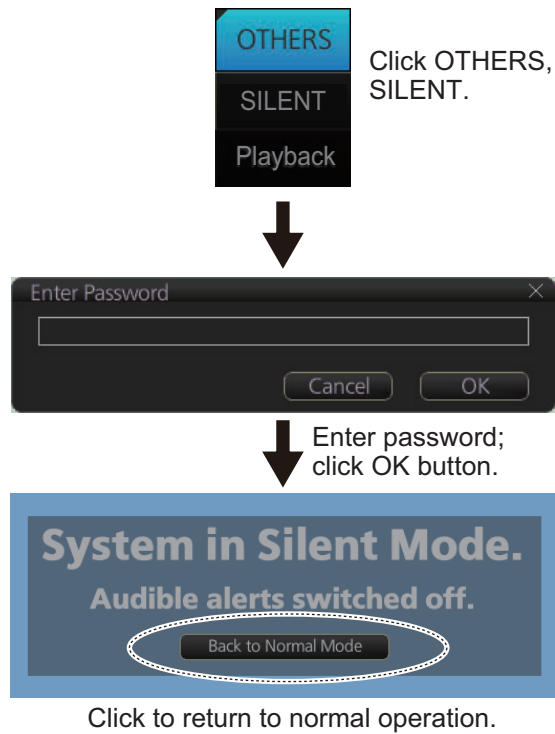 OTHERS
SILENT
Playback
Click OTHERS,
SILENT.
Enter Password
Cancel
OK
Enter password;
click OK button.
System in Silent Mode.
Audible alerts switched off.
Back to Normal Mode
Click to return to normal operation.